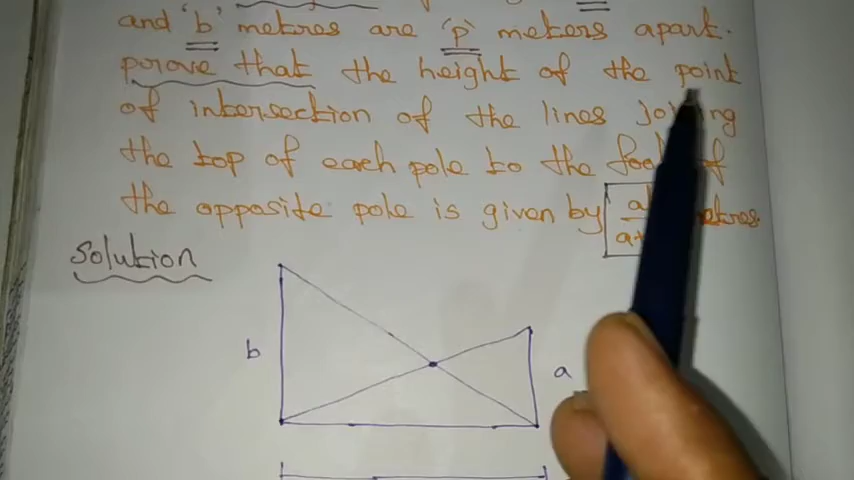 and 'b' metres are 'p' meters apart.
prove that the height of the point
of intersection of the lines
the top of each pole to the
the opposite pole is given by
Solution
b
a